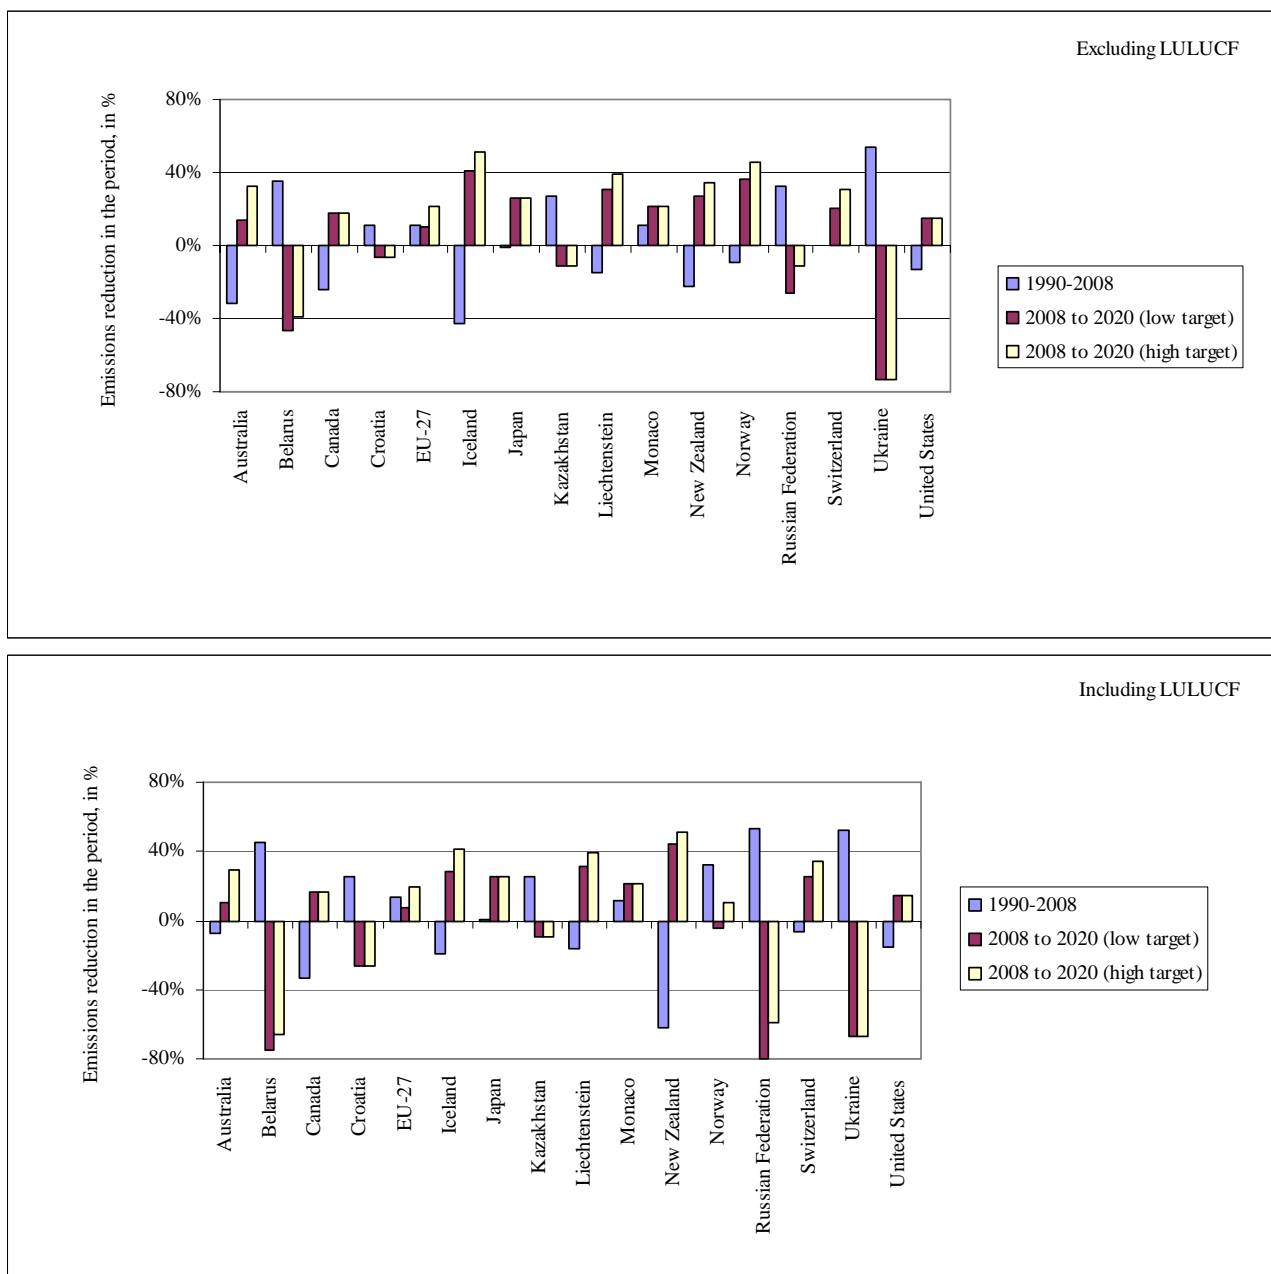 Excluding LULUCF
Emissions reduction in the period, in %
80%
40%
0%
-40%
-80%
Australia
Belarus
Canada
Croatia
EU-27
Iceland
Japan
Kazakhstan
Liechtenstein
Monaco
New Zealand
Norway
Russian Federation
Switzerland
Ukraine
United States
1990-2008
2008 to 2020 (low target)
2008 to 2020 (high target)
Including LULUCF
Emissions reduction in the period, in %
80%
40%
0%
-40%
-80%
Australia
Belarus
Canada
Croatia
EU-27
Iceland
Japan
Kazakhstan
Liechtenstein
Monaco
New Zealand
Norway
Russian Federation
Switzerland
Ukraine
United States
1990-2008
2008 to 2020 (low target)
2008 to 2020 (high target)